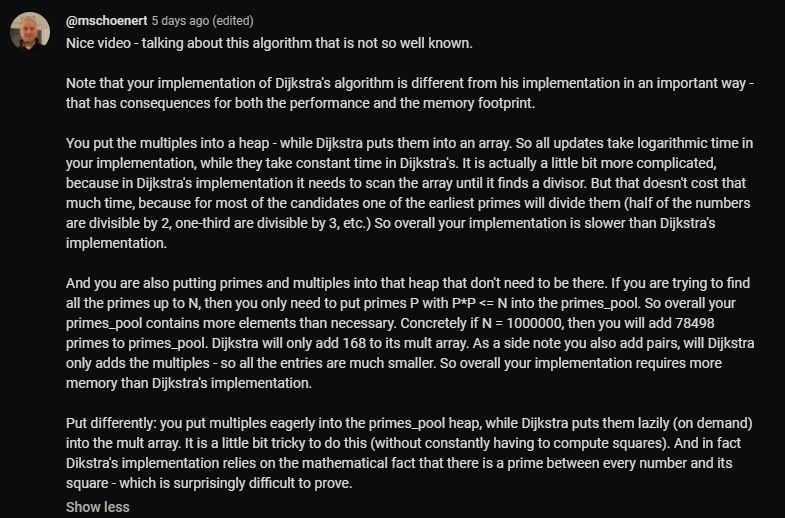 @mschoenert 5 days ago (edited)
Nice video - talking about this algorithm that is not so well known.
Note that your implementation of Dijkstra's algorithm is different from his implementation in an important way -
that has consequences for both the performance and the memory footprint.
You put the multiples into a heap - while Dijkstra puts them into an array. So all updates take logarithmic time in
your implementation, while they take constant time in Dijkstra's. It is actually a little bit more complicated,
because in Dijkstra's implementation it needs to scan the array until it finds a divisor. But that doesn't cost that
much time, because for most of the candidates one of the earliest primes will divide them (half of the numbers
are divisible by 2, one-third are divisible by 3, etc.) So overall your implementation is slower than Dijkstra's
implementation.
And you are also putting primes and multiples into that heap that don't need to be there. If you are trying to find
all the primes up to N, then you only need to put primes P with P*P <= N into the primes_pool. So overall your
primes_pool contains more elements than necessary. Concretely if N = 1000000, then you will add 78498
primes to primes_pool. Dijkstra will only add 168 to its mult array. As a side note you also add pairs, will Dijkstra
only adds the multiples - so all the entries are much smaller. So overall your implementation requires more
memory than Dijkstra's implementation.
Put differently: you put multiples eagerly into the primes_pool heap, while Dijkstra puts them lazily (on demand)
into the mult array. It is a little bit tricky to do this (without constantly having to compute squares). And in fact
Dikstra's implementation relies on the mathematical fact that there is a prime between every number and its
square - which is surprisingly difficult to prove.
Show less